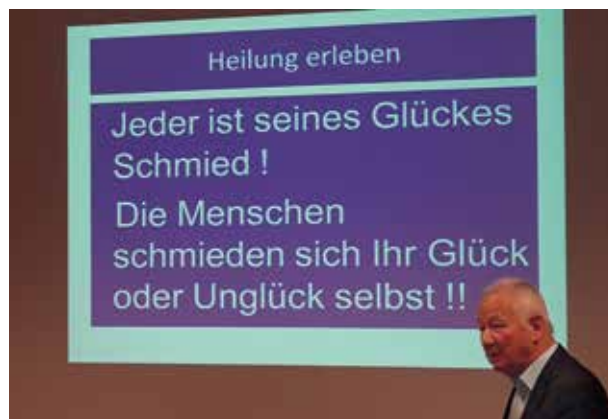 Heilung erleben
Jeder ist seines Glückes
Schmied !
Die Menschen
schmieden sich Ihr Glück
oder Unglück selbst !!